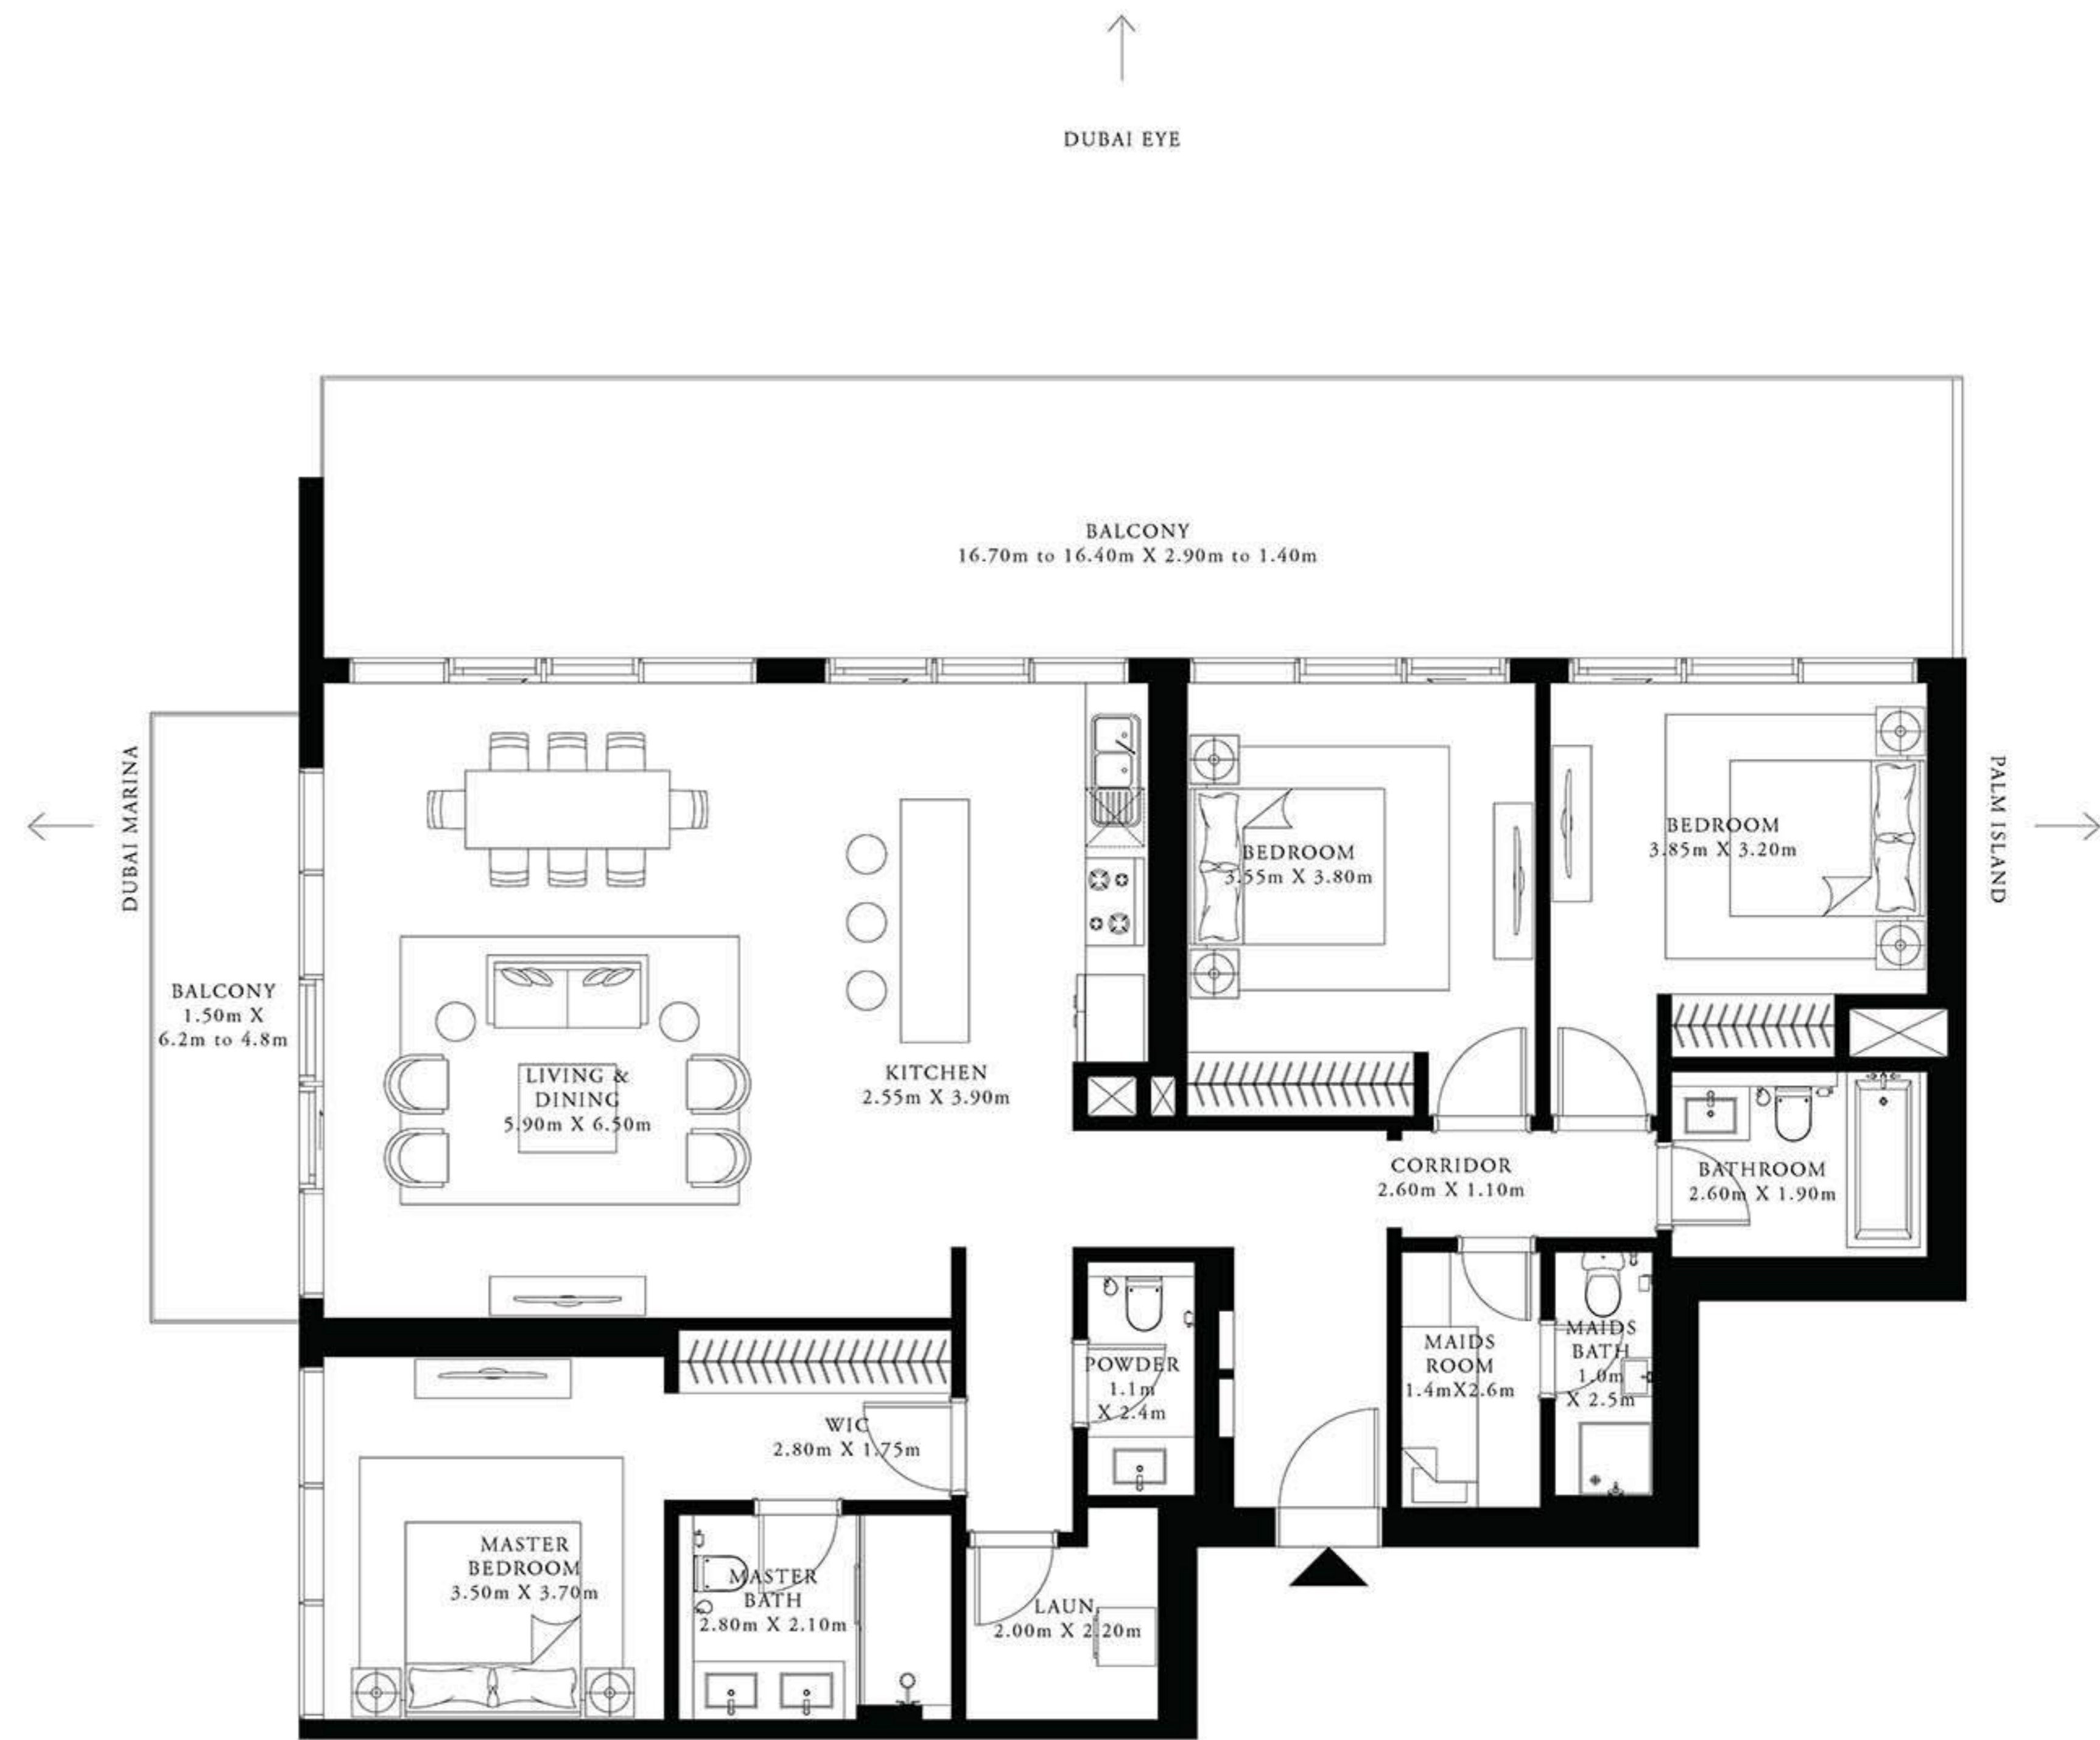 DUBAI EYE
BALCONY
16.70m to 16.40m X 2.90m to 1.40m
DUBAI MARINA
PALM ISLAND
BEDROOM
3.85m X 3.20m
BEDROOM
3.55m X 3.80m
BALCONY
1.50m X
6.2m to 4.8m
LIVING &
DINING
5.90m X 6.50m
KITCHEN
2.55m X 3.90m
CORRIDOR
2.60m X 1.10m
BATHROOM
2.60m X 1.90m
POWDER
1.1m
X 2.4m
MAIDS
ROOM
1.4mX2.6m
MAIDS
BATH
1.0m
X 2.5m
WIC
2.80m X 1.75m
MASTER
BEDROOM
3.50m X 3.70m
MASTER
BATH
2.80m X 2.10m
LAUN.
2.00m X 2.20m